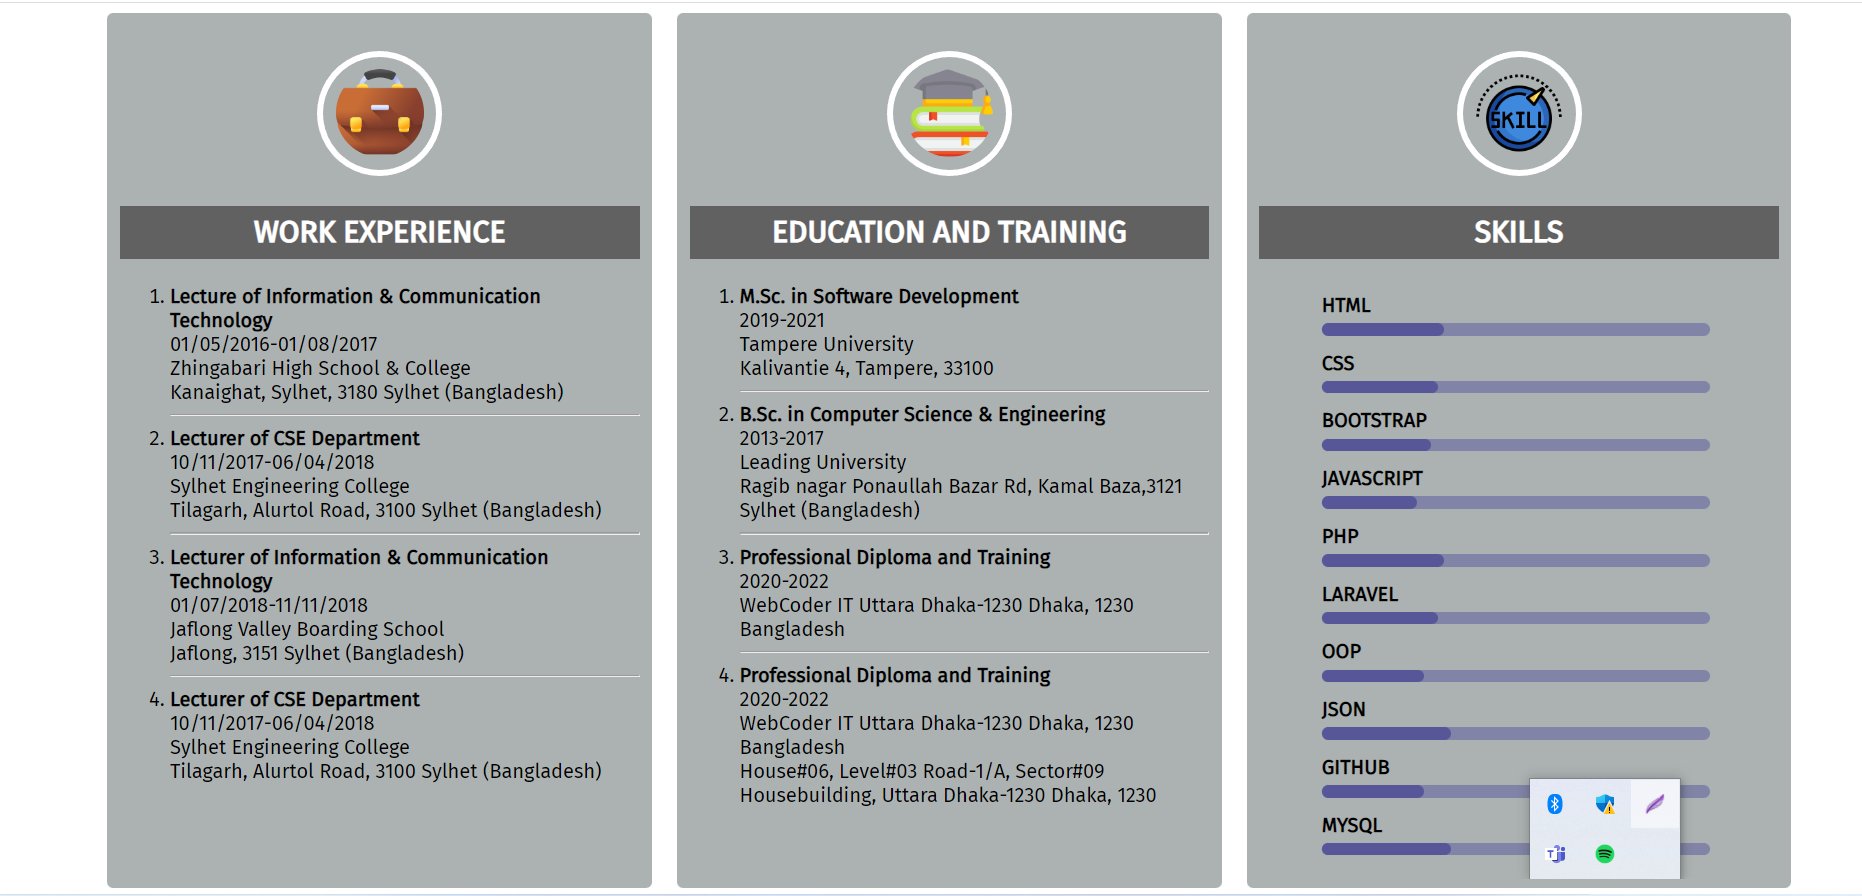 WORK EXPERIENCE
1. Lecture of Information & Communication
Technology
01/05/2016-01/08/2017
Zhingabari High School & College
Kanaighat, Sylhet, 3180 Sylhet (Bangladesh)
2. Lecturer of CSE Department
10/11/2017-06/04/2018
Sylhet Engineering College
Tilagarh, Alurtol Road, 3100 Sylhet (Bangladesh)
3. Lecturer of Information & Communication
Technology
01/07/2018-11/11/2018
Jaflong Valley Boarding School
Jaflong, 3151 Sylhet (Bangladesh)
4. Lecturer of CSE Department
10/11/2017-06/04/2018
Sylhet Engineering College
Tilagarh, Alurtol Road, 3100 Sylhet (Bangladesh)
EDUCATION AND TRAINING
1. M.Sc. in Software Development
2019-2021
Tampere University
Kalivantie 4, Tampere, 33100
2. B.Sc. in Computer Science & Engineering
2013-2017
Leading University
Ragib nagar Ponaullah Bazar Rd, Kamal Baza,3121
Sylhet (Bangladesh)
3. Professional Diploma and Training
2020-2022
WebCoder IT Uttara Dhaka-1230 Dhaka, 1230
Bangladesh
4. Professional Diploma and Training
2020-2022
WebCoder IT Uttara Dhaka-1230 Dhaka, 1230
Bangladesh
House#06, Level#03 Road-1/A, Sector#09
Housebuilding, Uttara Dhaka-1230 Dhaka, 1230
SKILL
SKILLS
HTML
CSS
BOOTSTRAP
JAVASCRIPT
PHP
LARAVEL
OOP
JSON
GITHUB
MYSQL